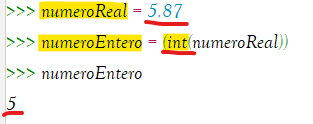 >>> numeroReal = 5.87
>>> numeroEntero = (int(numeroReal))
>>> numeroEntero
5